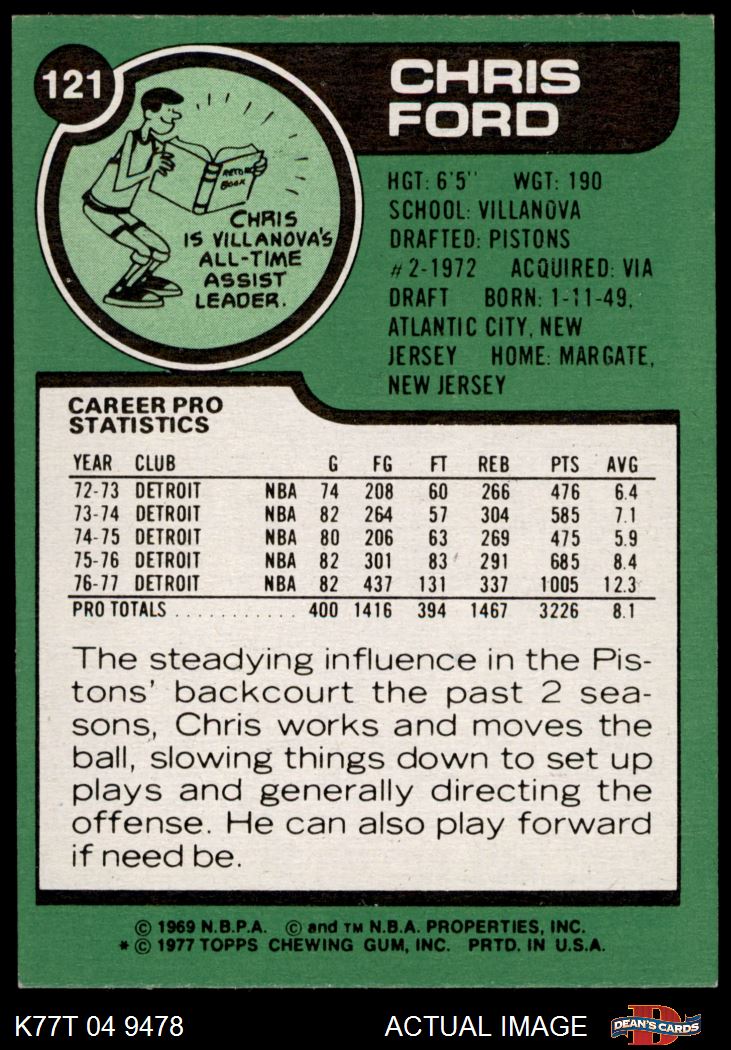 121
CHRIS
FORD
RECORD
BOOK
CHRIS
IS VILLANOVA'S
ALL-TIME
ASSIST
LEADER.
HGT: 6'5" WGT: 190
SCHOOL: VILLANOVA
DRAFTED: PISTONS
#2-1972 ACQUIRED: VIA
DRAFT BORN: 1-11-49,
ATLANTIC CITY, NEW
JERSEY HOME: MARGATE,
NEW JERSEY
CAREER PRO
STATISTICS
YEAR CLUB G FG FT REB PTS AVG
72-73 DETROIT NBA 74 208 60 266 476 6.4
73-74 DETROIT NBA 82 264 57 304 585 7.1
74-75 DETROIT NBA 80 206 63 269 475 5.9
75-76 DETROIT NBA 82 301 83 291 685 8.4
76-77 DETROIT NBA 82 437 131 337 1005 12.3
PRO TOTALS ............ 400 1416 394 1467 3226 8.1
The steadying influence in the Pis-
tons' backcourt the past 2 sea-
sons, Chris works and moves the
ball, slowing things down to set up
plays and generally directing the
offense. He can also play forward
if need be.
© 1969 N.B.P.A. © and TM N.B.A. PROPERTIES, INC.
* © 1977 TOPPS CHEWING GUM, INC. PRTD. IN U.S.A.
K77T 04 9478 ACTUAL IMAGE
D
DEAN'S CARDS